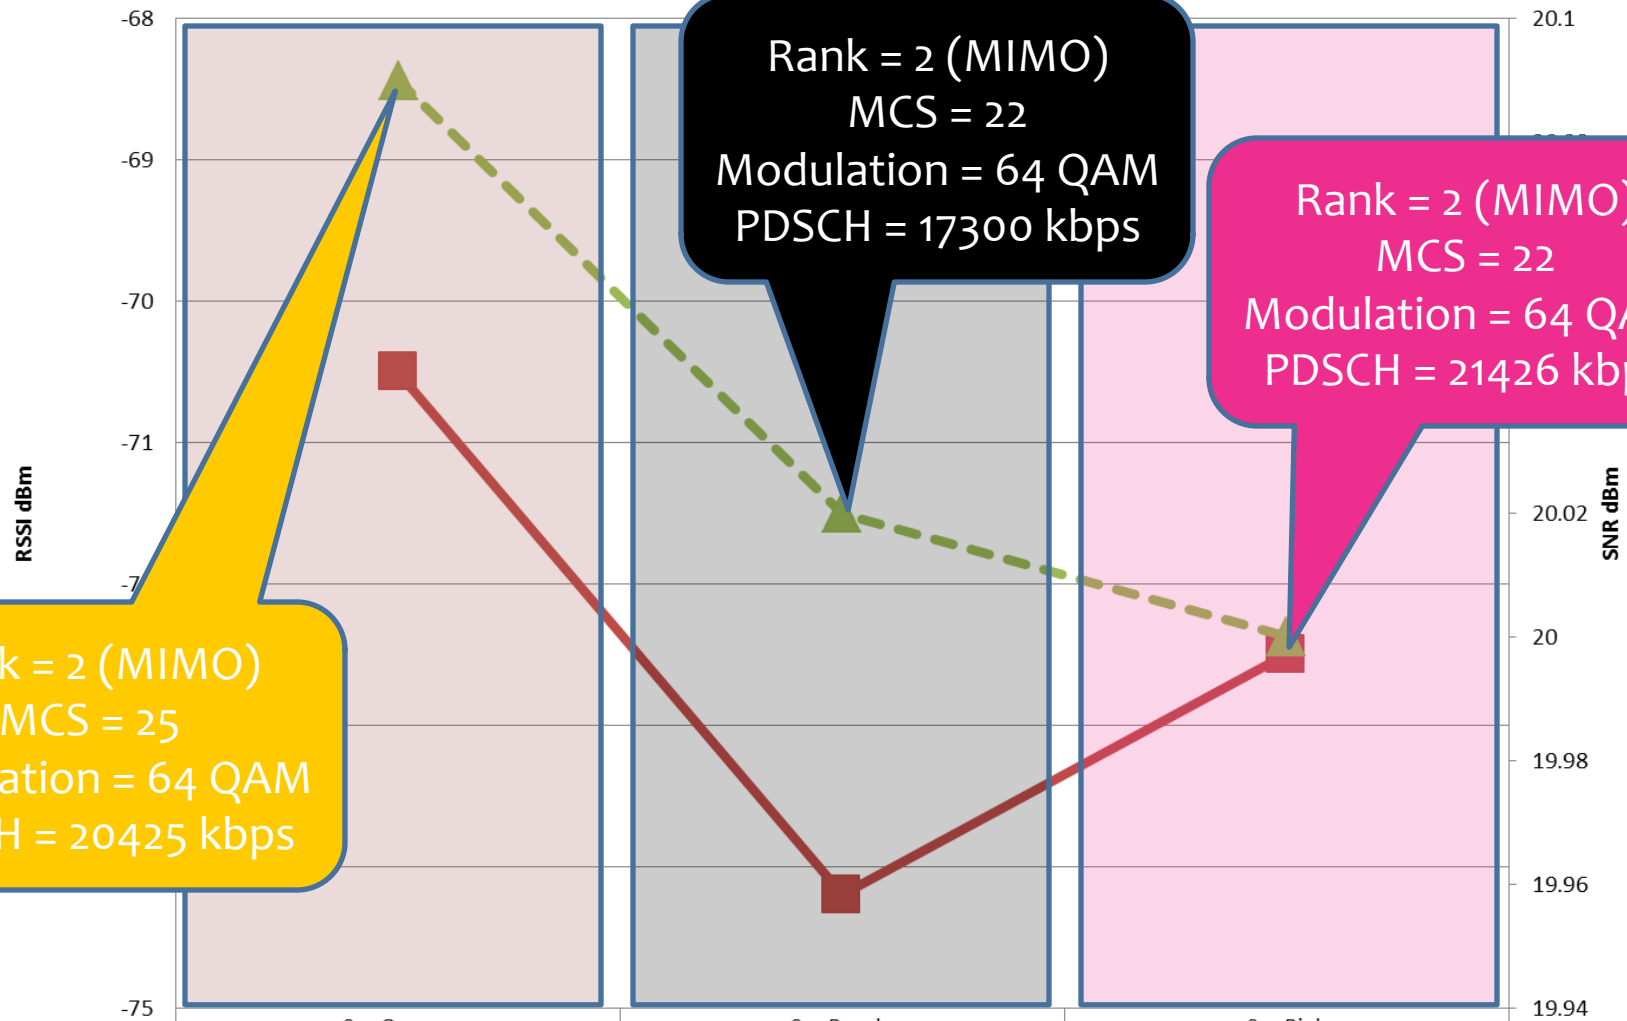 -68
-69
-70
-71
-75
RSSI dBm
20.1
20.02
20
19.98
19.96
19.94
SNR dBm
Rank = 2 (MIMO)
MCS = 22
Modulation = 64 QAM
PDSCH = 17300 kbps
Rank = 2 (MIMO)
MCS = 22
Modulation = 64
PDSCH = 21426
= 2 (MIMO)
MCS = 25
= 64 QAM
= 20425 kbps